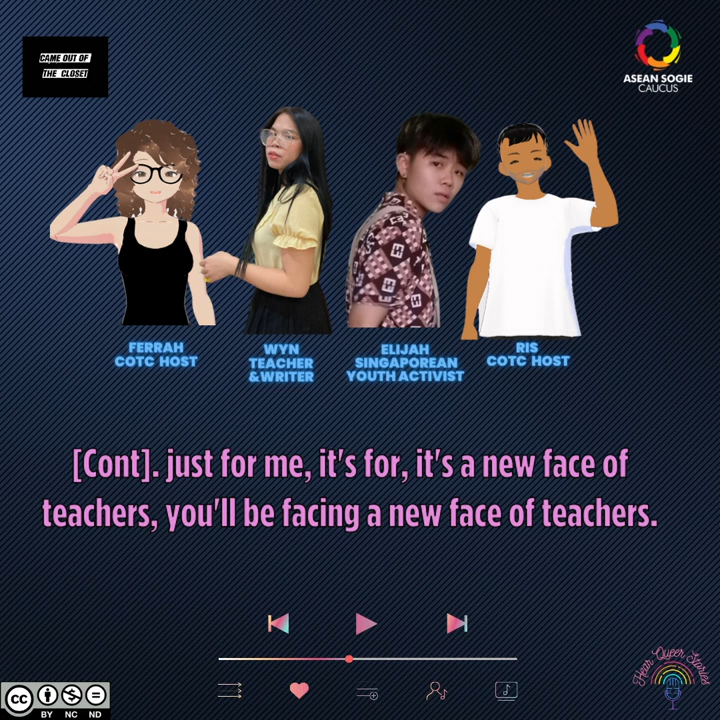 CAME OUT OF
THE CLOSET
ASEAN SOGIE
CAUCUS
FERRAH
COTC HOST
WYN
TEACHER
&WRITER
ELIJAH
SINGAPOREAN
YOUTH ACTIVIST
RIS
COTC HOST
[Cont]. just for me, it's for, it's a new face of
teachers, you'll be facing a new face of teachers.
Hear Queer Stories
CC
BY NC ND